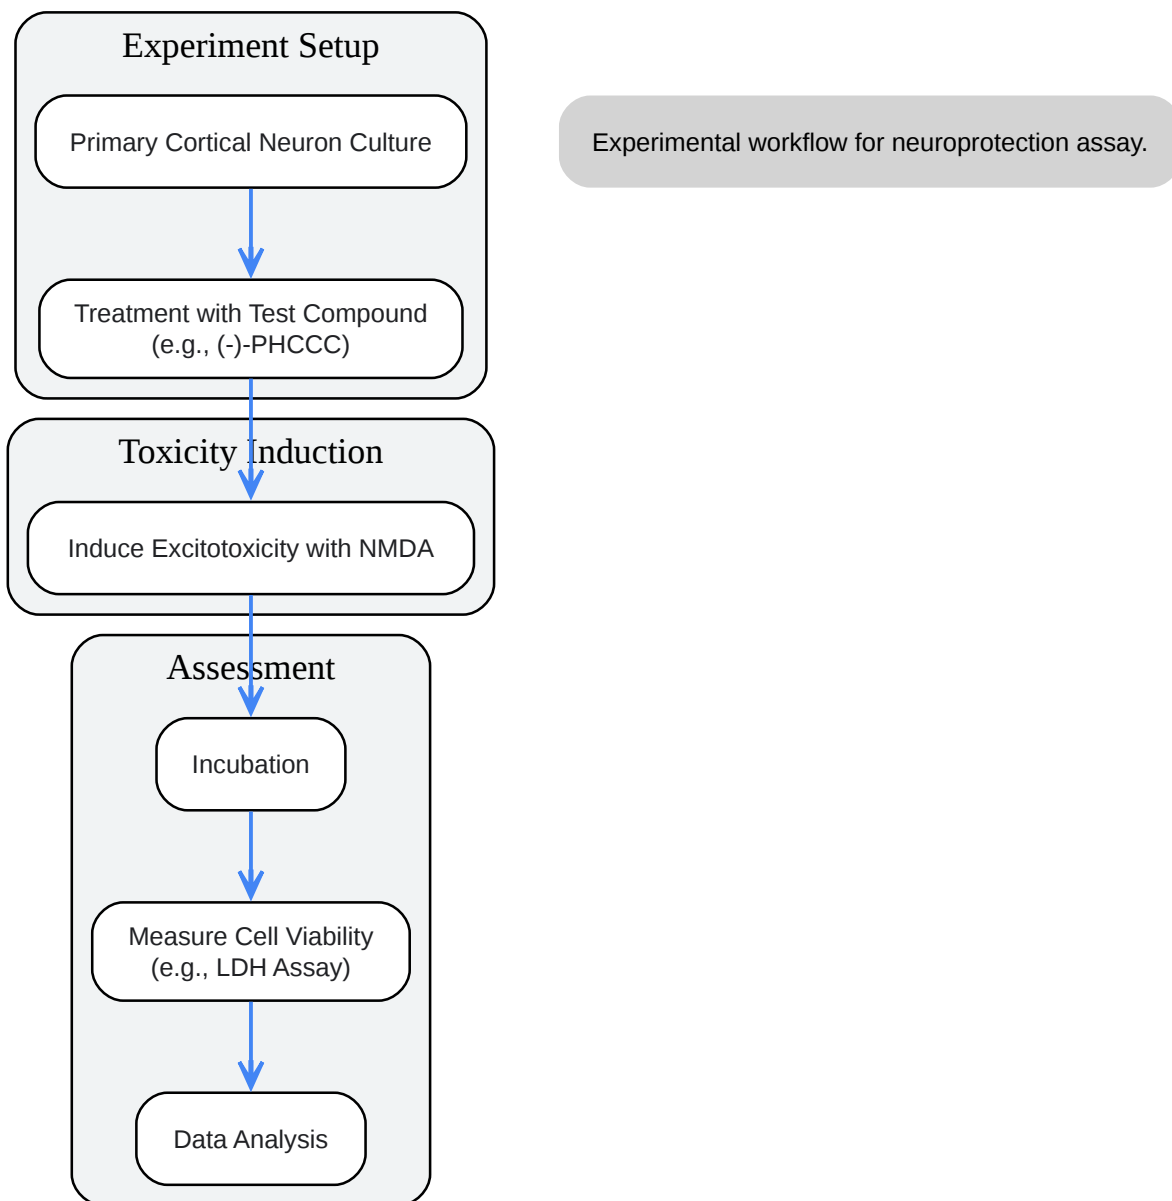 Experiment Setup
Primary Cortical Neuron Culture
Experimental workflow for neuroprotection assay.
Treatment with Test Compound
(e.g., (-)-PHCCC)
Toxicity Induction
Induce Excitotoxicity with NMDA
Assessment
Incubation
Measure Cell Viability
(e.g., LDH Assay)
Data Analysis